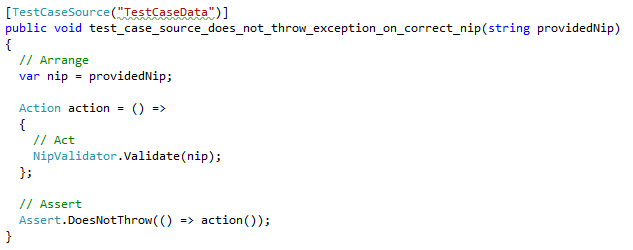 [TestCaseSource("TestCaseData")]
public void test_case_source_does_not_throw_exception_on_correct_nip(string providedNip)
{
  // Arrange
  var nip = providedNip;

  Action action = () =>
  {
    // Act
    NipValidator.Validate(nip);
  };

  // Assert
  Assert.DoesNotThrow(() => action());
}